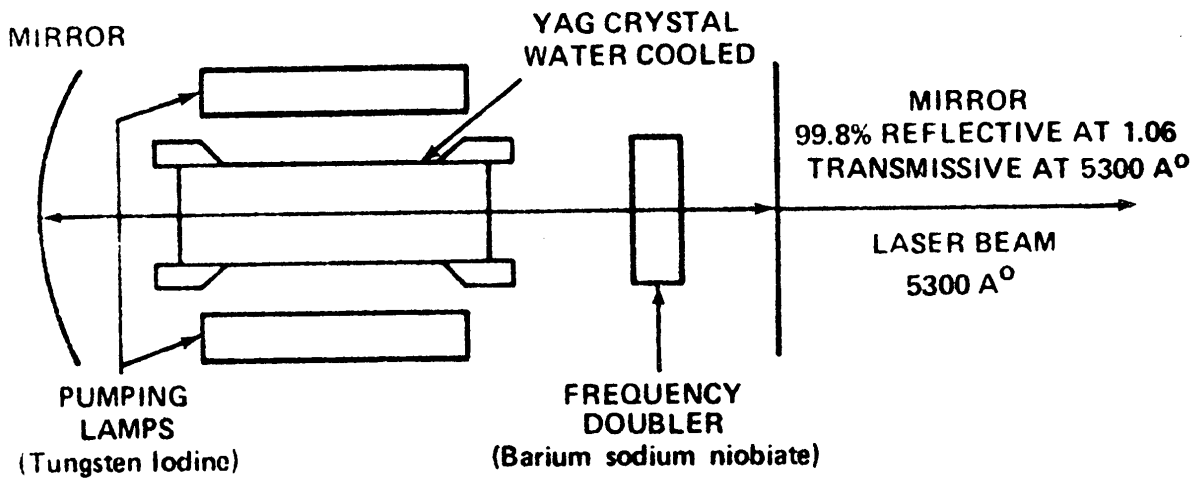 MIRROR
YAG CRYSTAL
WATER COOLED
MIRROR
99.8% REFLECTIVE AT 1.06
TRANSMISSIVE AT 5300 A°
LASER BEAM
5300 A°
PUMPING
LAMPS
(Tungsten Iodine)
FREQUENCY
DOUBLER
(Barium sodium niobiate)